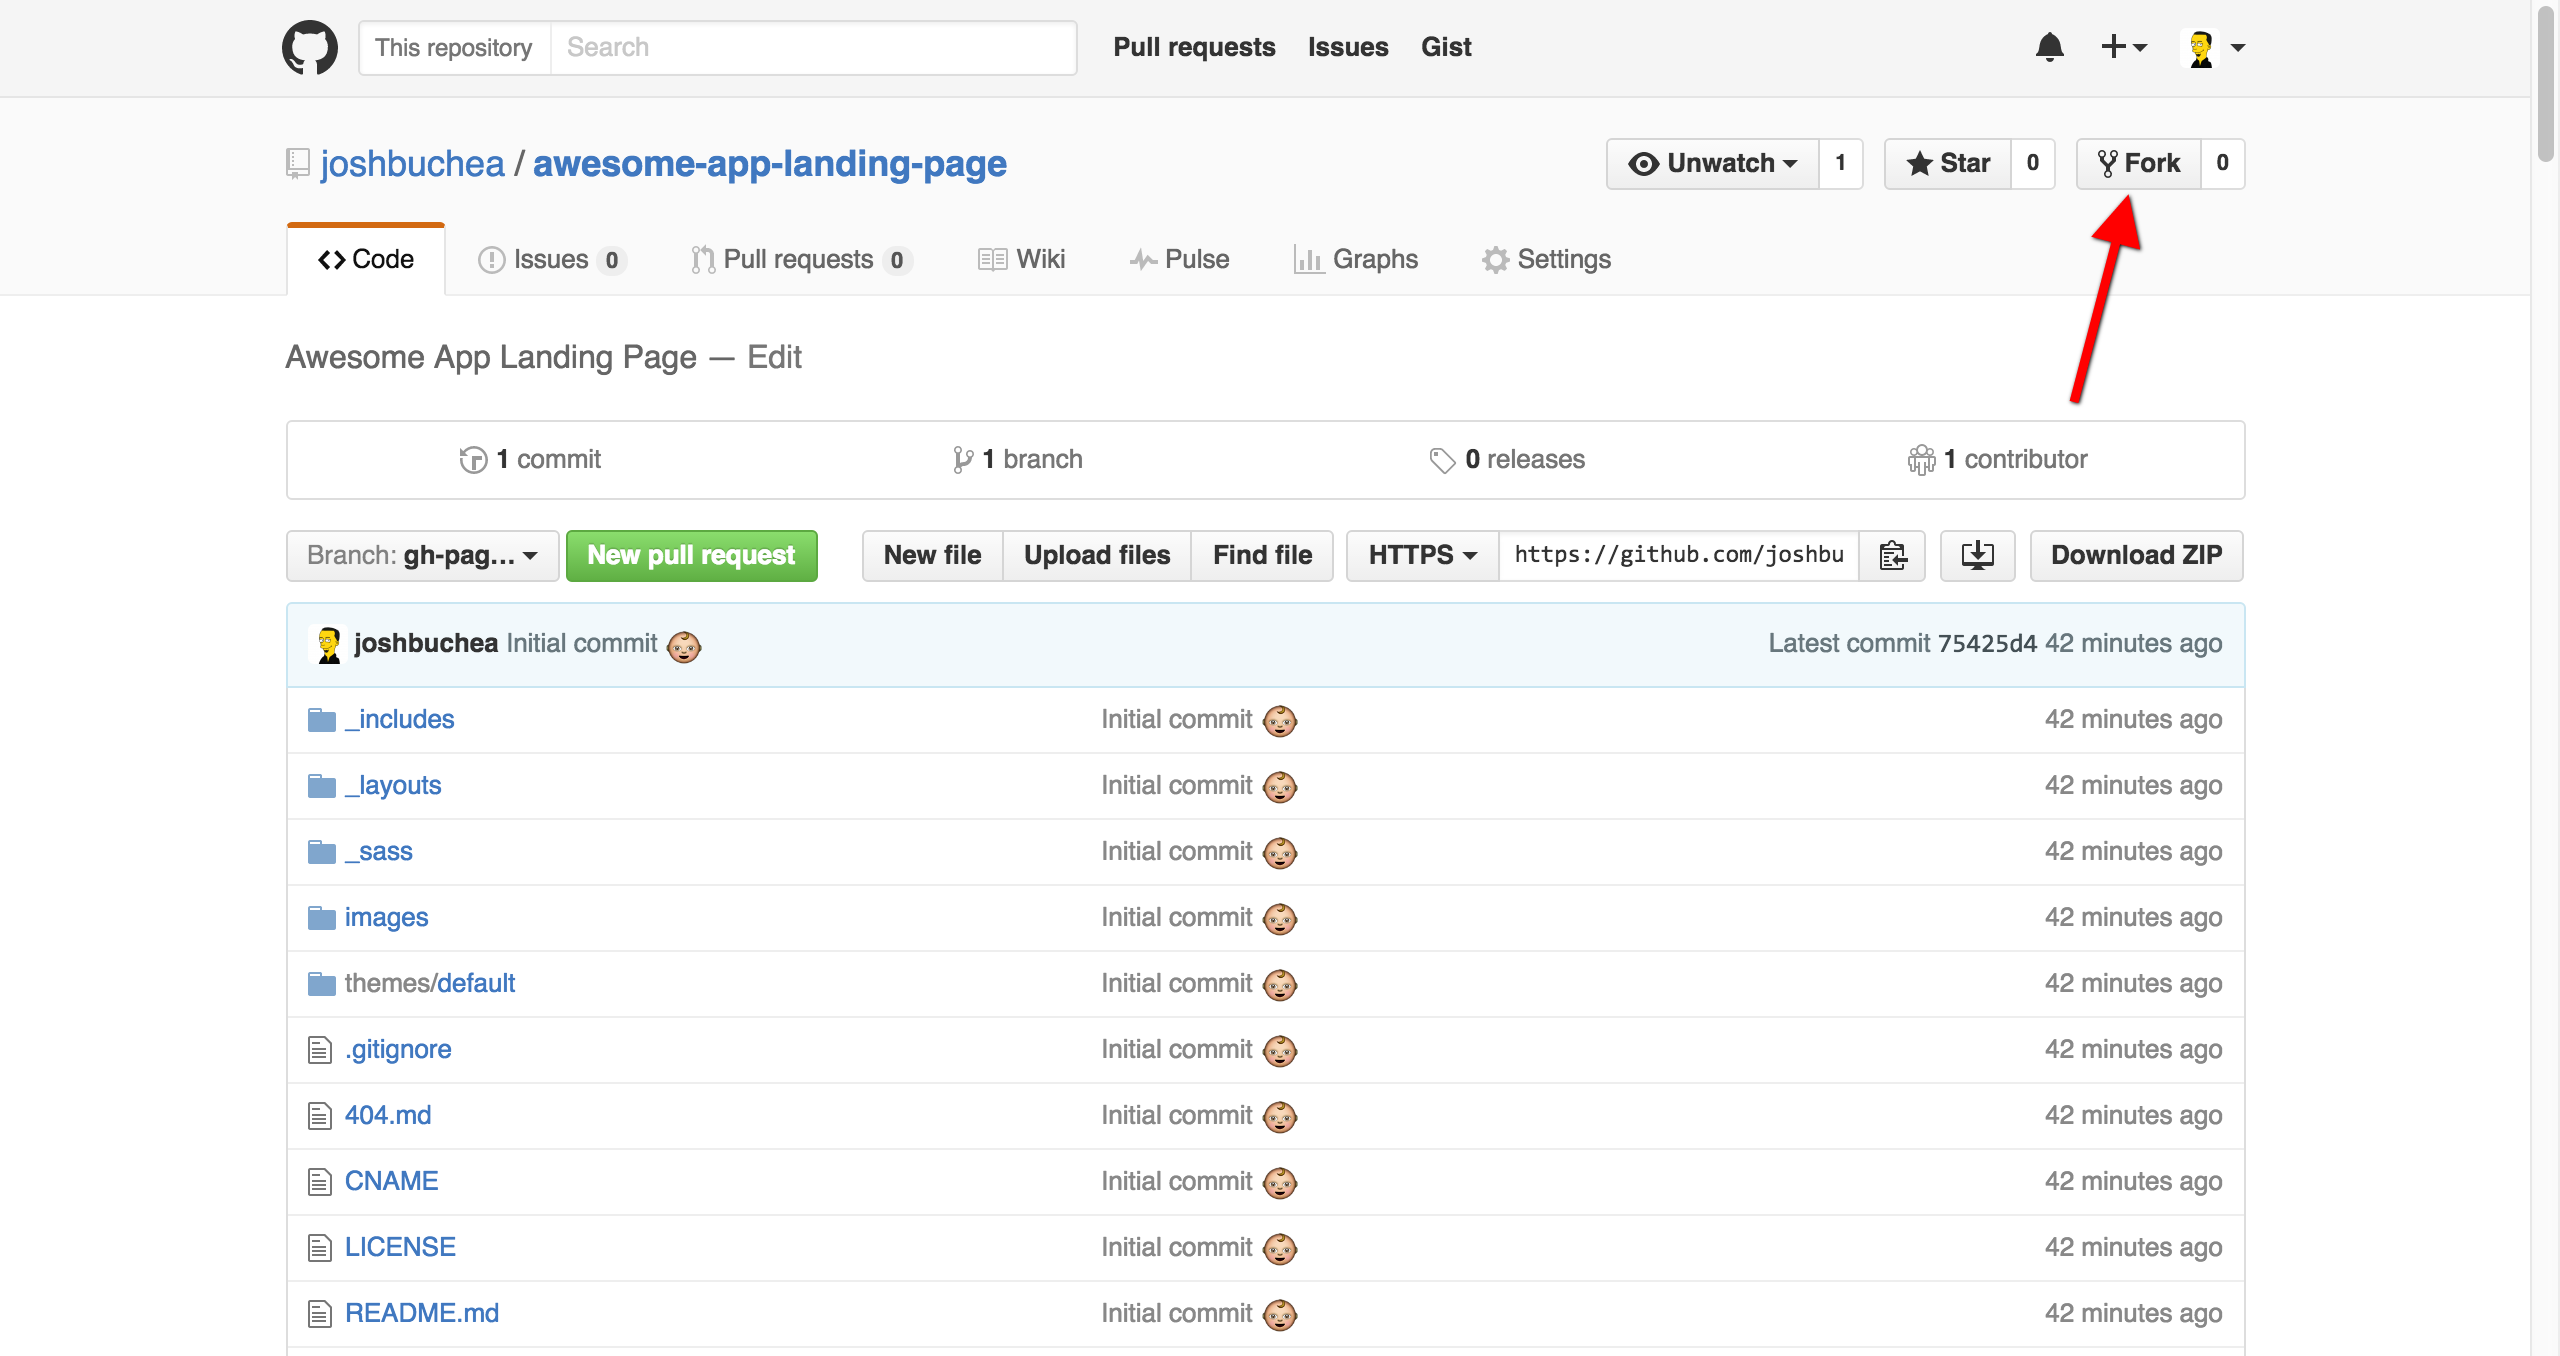 This repository Search Pull requests Issues Gist
joshbuchea / awesome-app-landing-page Unwatch 1 Star 0 Fork 0
Code Issues 0 Pull requests 0 Wiki Pulse Graphs Settings
Awesome App Landing Page — Edit
1 commit 1 branch 0 releases 1 contributor
Branch: gh-pag... New pull request New file Upload files Find file HTTPS https://github.com/joshbu Download ZIP
joshbuchea Initial commit Latest commit 75425d4 42 minutes ago
_includes Initial commit 42 minutes ago
_layouts Initial commit 42 minutes ago
_sass Initial commit 42 minutes ago
images Initial commit 42 minutes ago
themes/default Initial commit 42 minutes ago
.gitignore Initial commit 42 minutes ago
404.md Initial commit 42 minutes ago
CNAME Initial commit 42 minutes ago
LICENSE Initial commit 42 minutes ago
README.md Initial commit 42 minutes ago